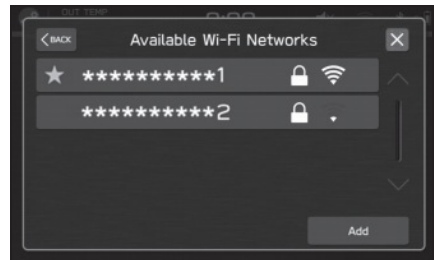 OUT TEMP
BACK Available Wi-Fi Networks
**********1
**********2
Add